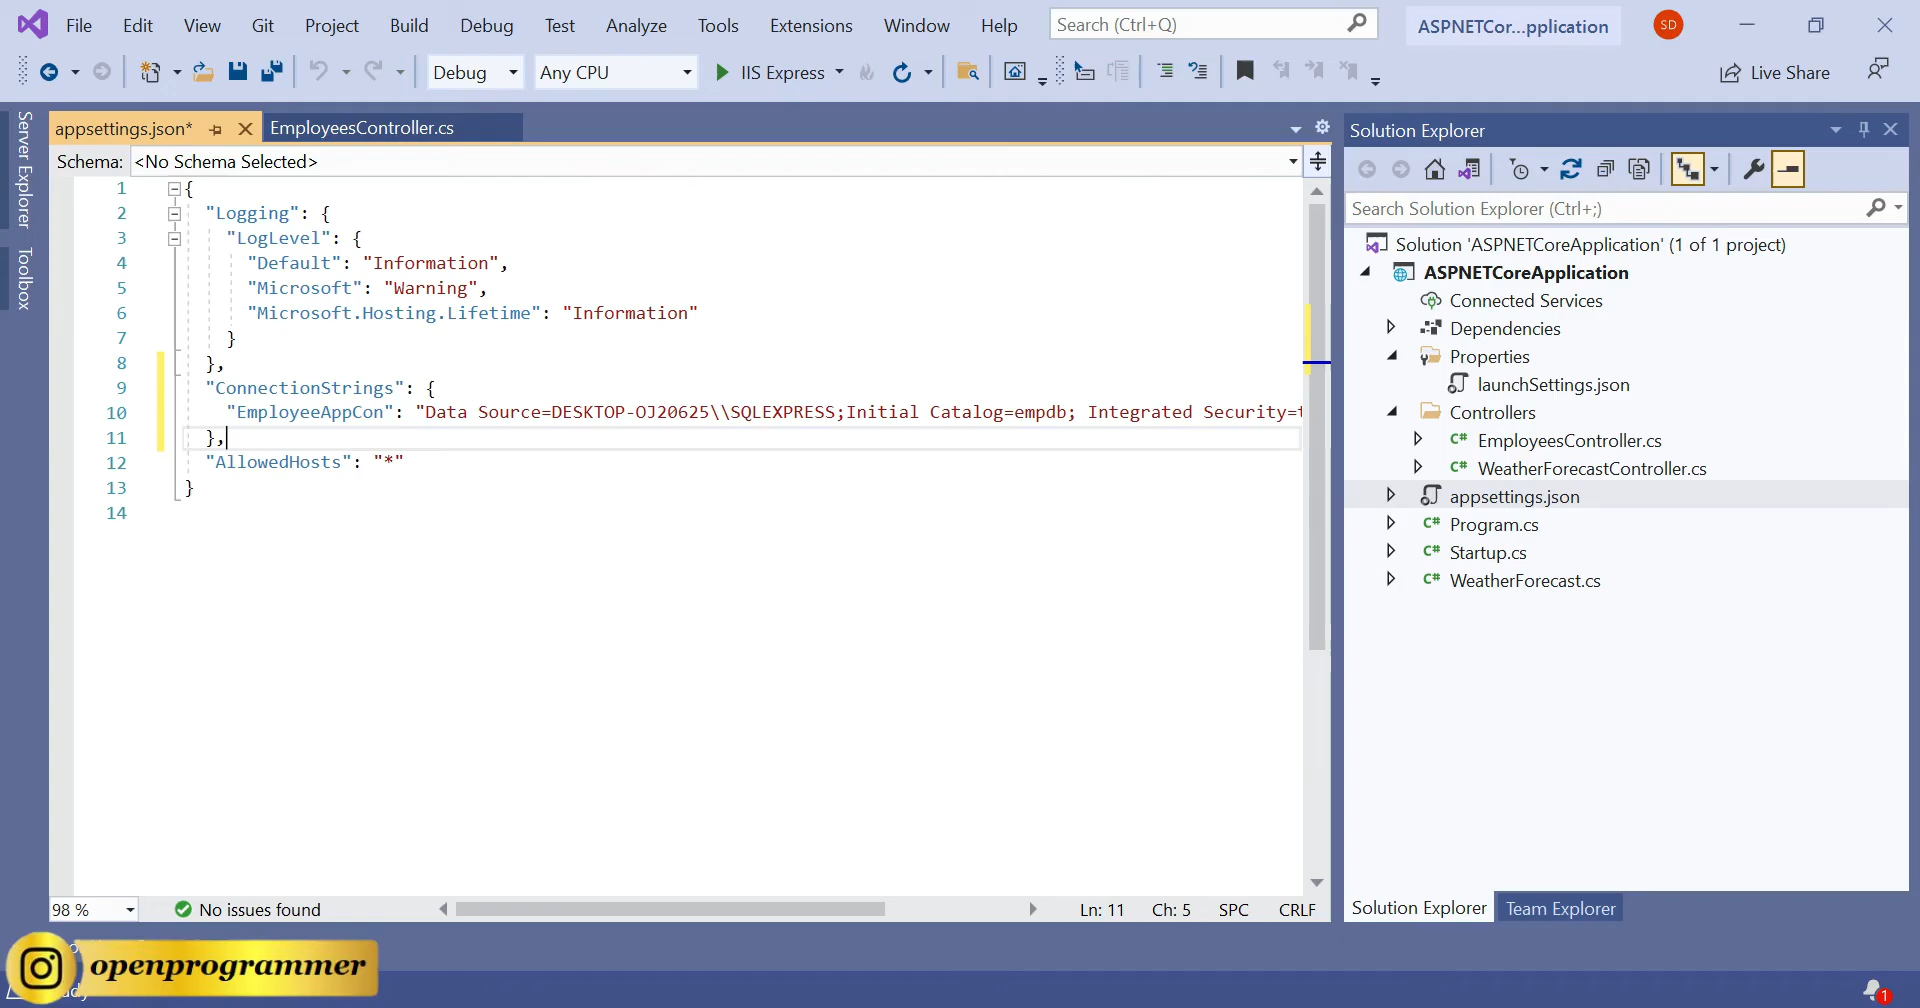 File Edit View Git Project Build Debug Test Analyze Tools Extensions Window Help Search (Ctrl+Q) ASPNETCor...pplication SD
Debug Any CPU IIS Express Live Share
Server Explorer
Toolbox
appsettings.json* EmployeesController.cs
Schema: <No Schema Selected>
1 {
2 "Logging": {
3 "LogLevel": {
4 "Default": "Information",
5 "Microsoft": "Warning",
6 "Microsoft.Hosting.Lifetime": "Information"
7 }
8 },
9 "ConnectionStrings": {
10 "EmployeeAppCon": "Data Source=DESKTOP-OJ20625\\SQLEXPRESS;Initial Catalog=empdb; Integrated Security=t
11 },
12 "AllowedHosts": "*"
13 }
14
98 % No issues found Ln: 11 Ch: 5 SPC CRLF
Solution Explorer
Search Solution Explorer (Ctrl+;)
Solution 'ASPNETCoreApplication' (1 of 1 project)
ASPNETCoreApplication
Connected Services
Dependencies
Properties
launchSettings.json
Controllers
C# EmployeesController.cs
C# WeatherForecastController.cs
appsettings.json
C# Program.cs
C# Startup.cs
C# WeatherForecast.cs
Solution Explorer Team Explorer
openprogrammer
1